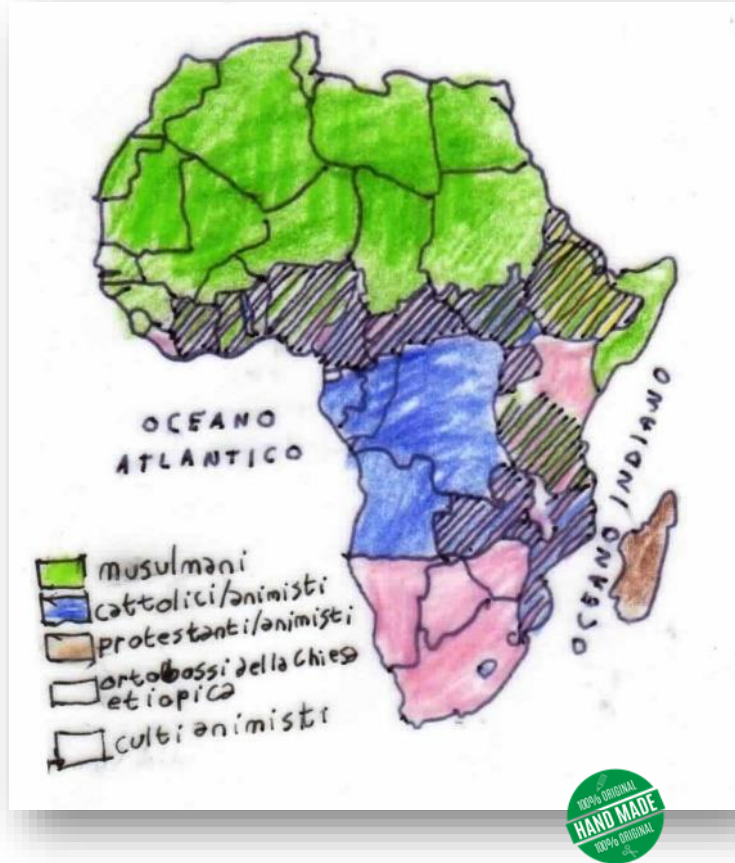 OCEANO
ATLANTICO
OCEANO INDIANO
musulmani
cattolici/animisti
protestanti/animisti
ortodossi della Chiesa
etiopica
culti animisti
100% ORIGINAL
HAND MADE
100% ORIGINAL